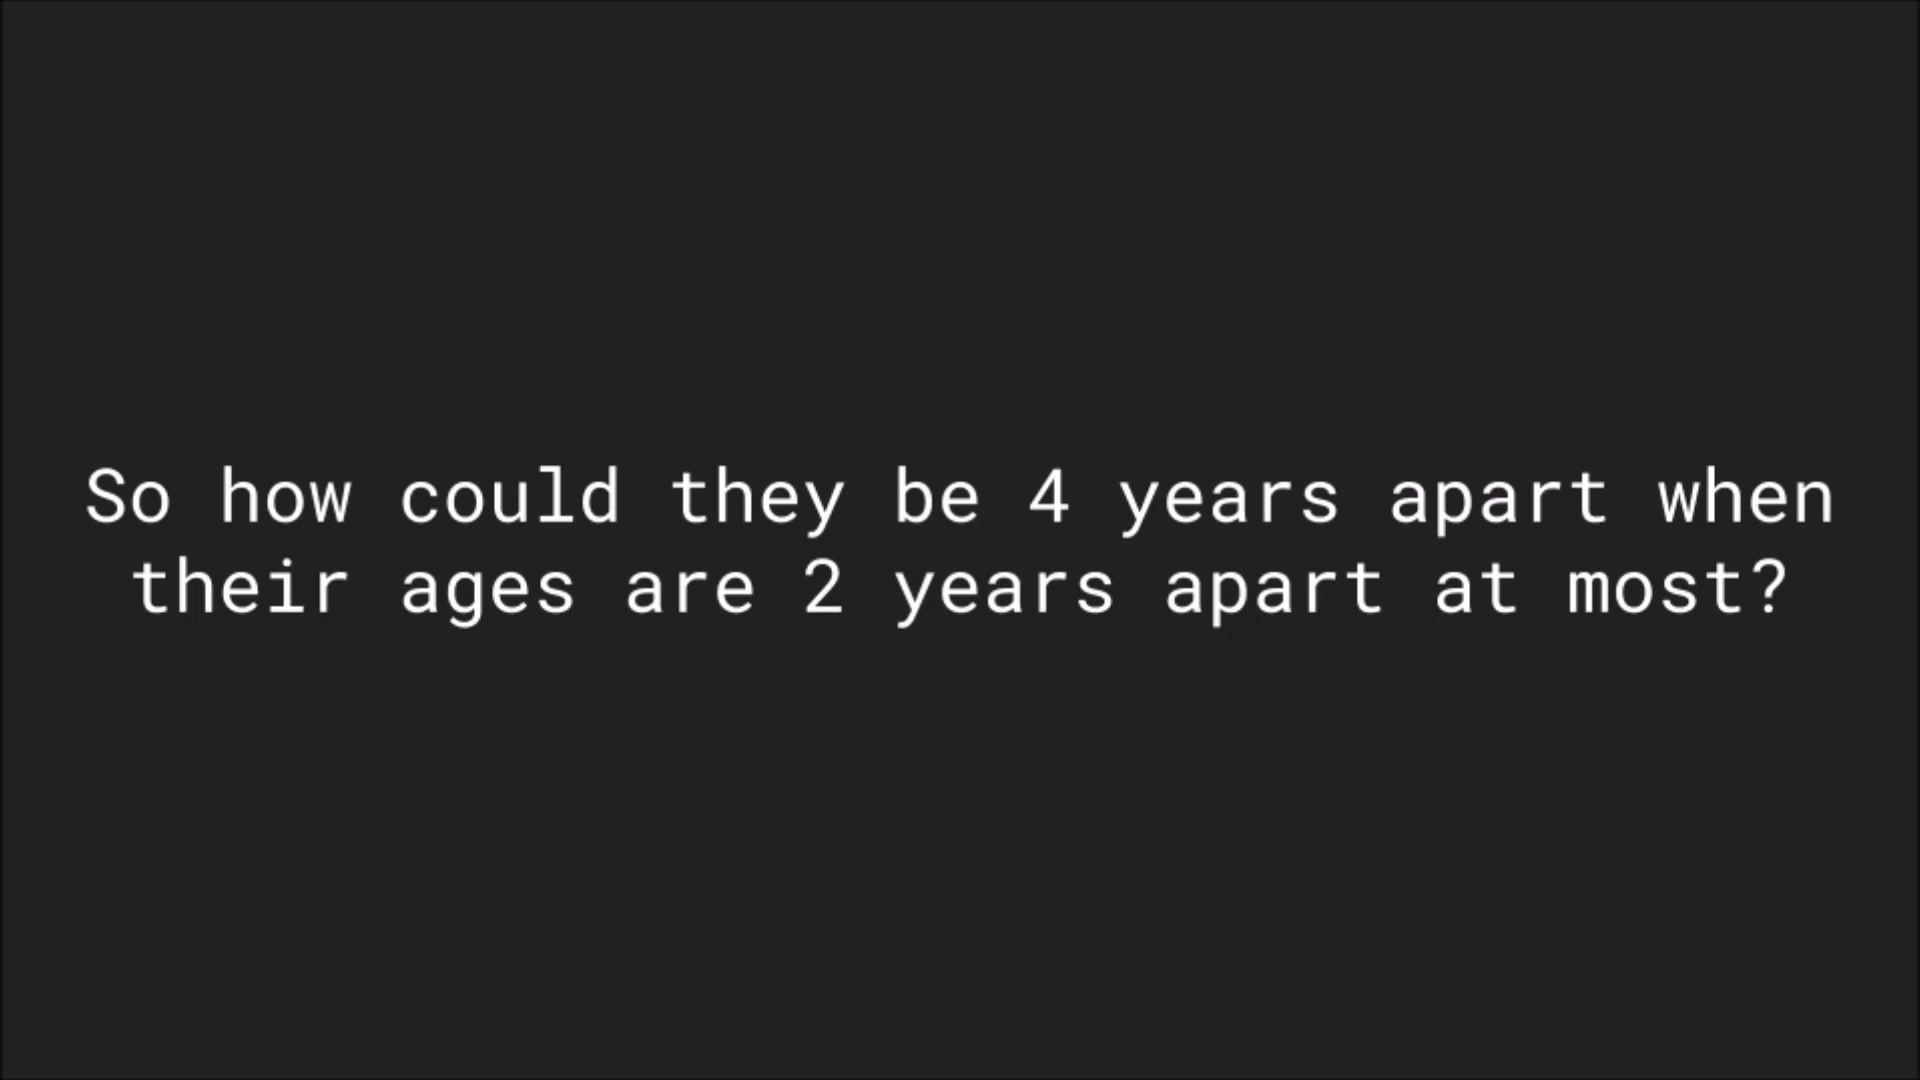 So how could they be 4 years apart when
their ages are 2 years apart at most?